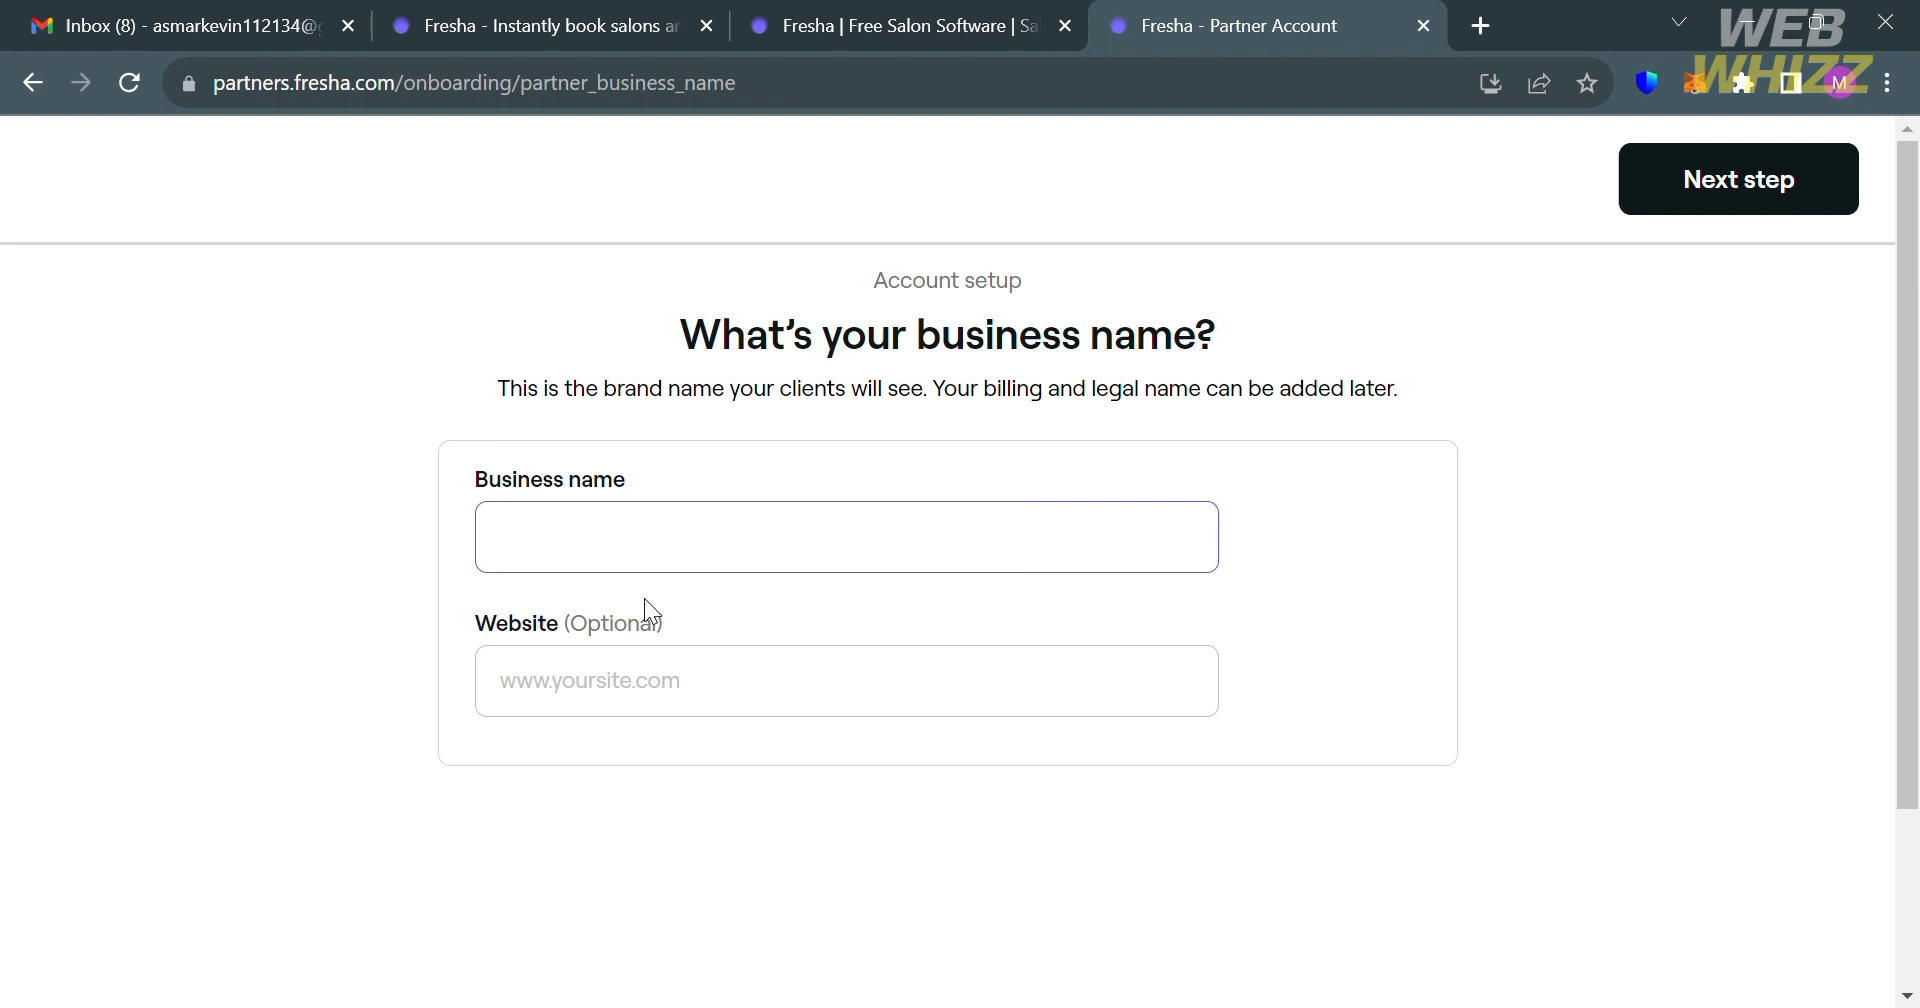 Inbox (8) - asmarkevin112134@
Fresha - Instantly book salons
Fresha | Free Salon Software |
Fresha - Partner Account
WEB
WHIZZ
partners.fresha.com/onboarding/partner_business_name
M
Next step
Account setup
What's your business name?
This is the brand name your clients will see. Your billing and legal name can be added later.
Business name
Website (Optional)
www.yoursite.com